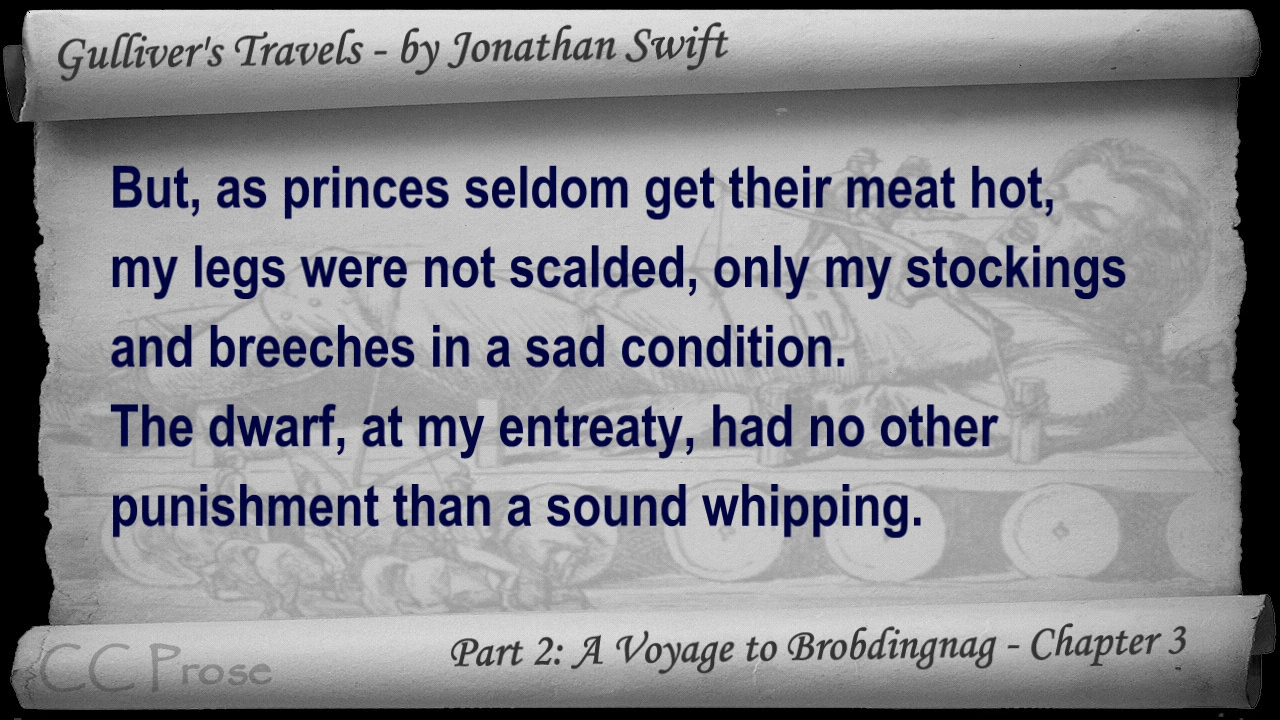 Gulliver's Travels - by Jonathan Swift
But, as princes seldom get their meat hot,
my legs were not scalded, only my stockings
and breeches in a sad condition.
The dwarf, at my entreaty, had no other
punishment than a sound whipping.
Part 2: A Voyage to Brobdingnag - Chapter 3
CC Prose